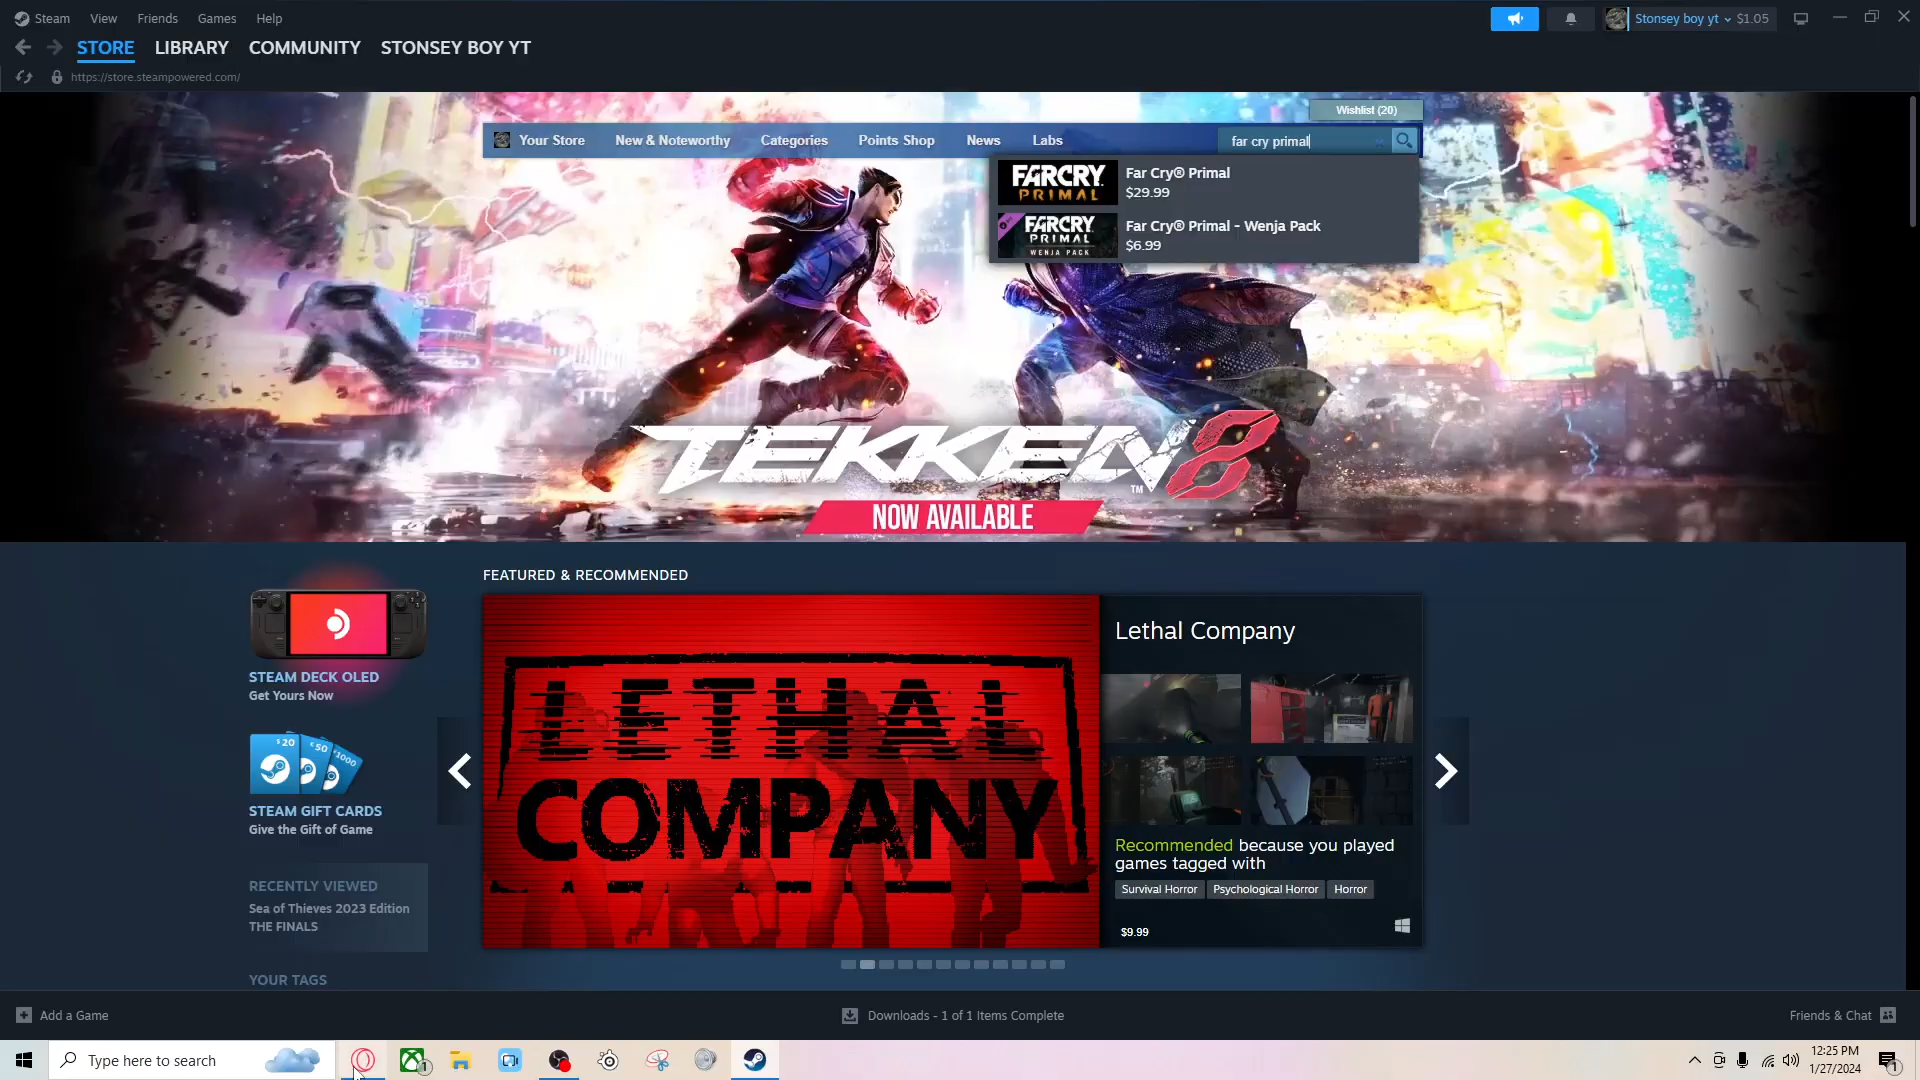 Steam View Friends Games Help
Stonsey boy yt $1.05
STORE LIBRARY COMMUNITY STONSEY BOY YT
https://store.steampowered.com/
Wishlist (20)
Your Store New & Noteworthy Categories Points Shop News Labs far cry primal
FARCRY PRIMAL
Far Cry® Primal
$29.99
FARCRY PRIMAL WENJA PACK
Far Cry® Primal - Wenja Pack
$6.99
TEKKEN 8™
NOW AVAILABLE
FEATURED & RECOMMENDED
STEAM DECK OLED
Get Yours Now
$20 €50 ¥1000
STEAM GIFT CARDS
Give the Gift of Game
RECENTLY VIEWED
Sea of Thieves 2023 Edition
THE FINALS
YOUR TAGS
LETHAL
COMPANY
Lethal Company
Recommended because you played
games tagged with
Survival Horror Psychological Horror Horror
$9.99
Add a Game
Downloads - 1 of 1 Items Complete
Friends & Chat
Type here to search
1
12:25 PM
1/27/2024
1